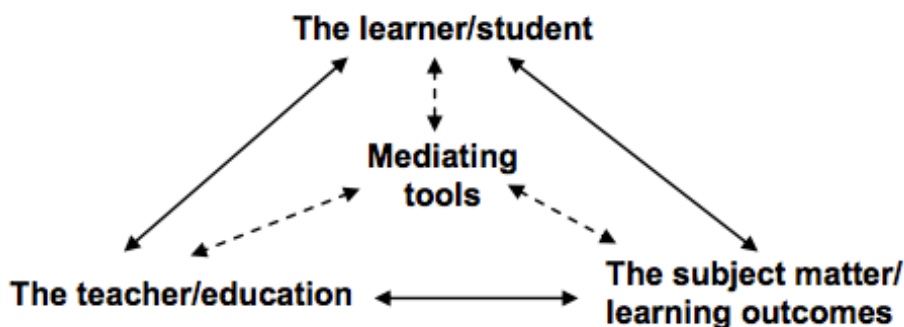 The learner/student
Mediating
tools
The teacher/education
The subject matter/
learning outcomes